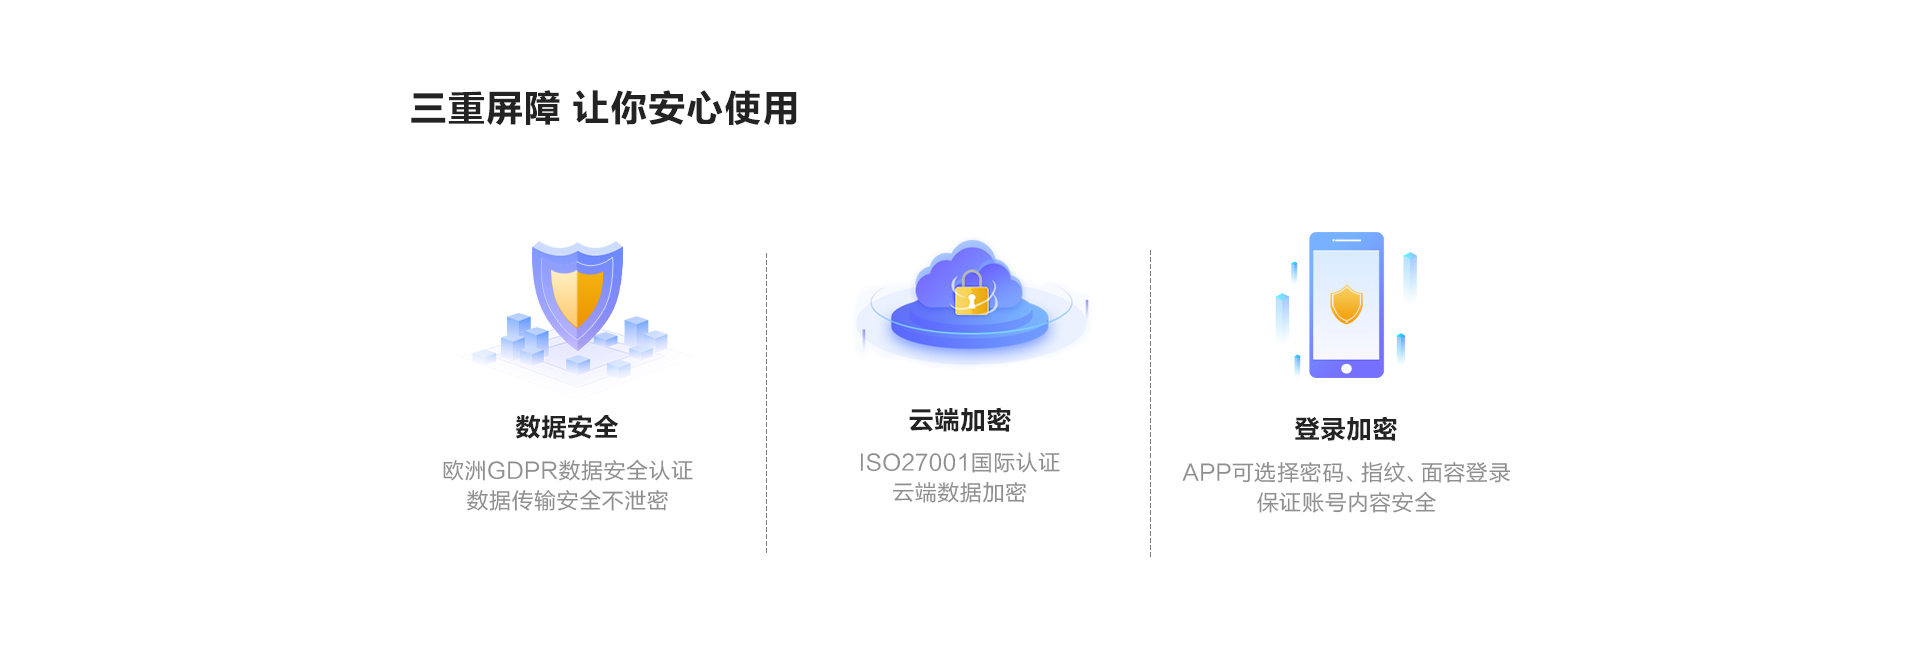 三重屏障 让你安心使用
数据安全
欧洲GDPR数据安全认证
数据传输安全不泄密
云端加密
ISO27001国际认证
云端数据加密
登录加密
APP可选择密码、指纹、面容登录
保证账号内容安全